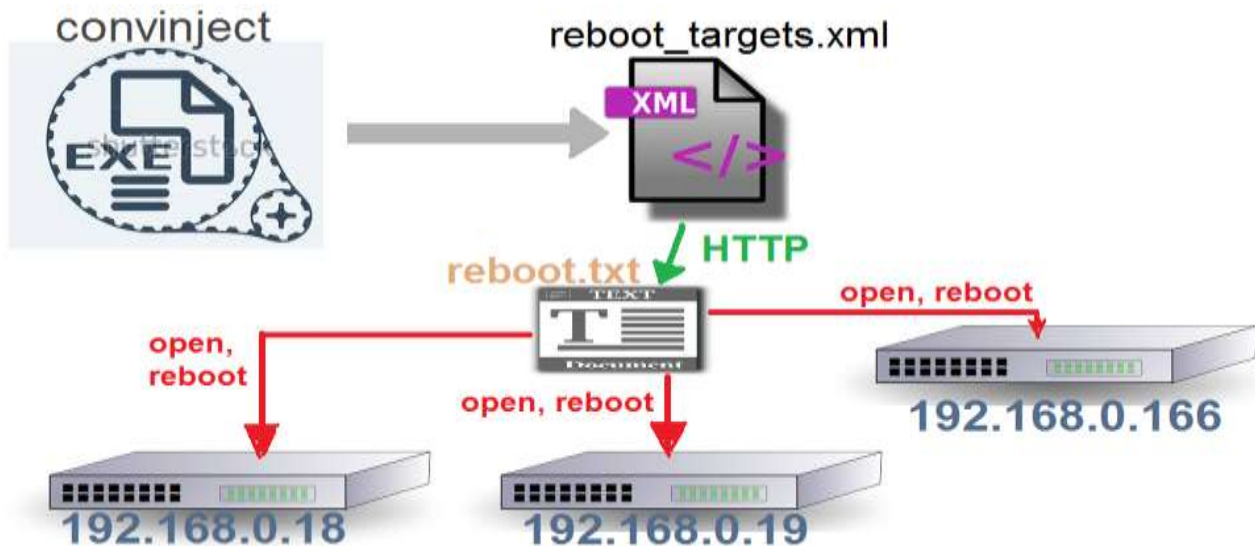 convinject
shutterstock
EXE
reboot_targets.xml
XML
</>
HTTP
reboot.txt
TEXT
T
Document
open,
reboot
open, reboot
open, reboot
192.168.0.18
192.168.0.19
192.168.0.166